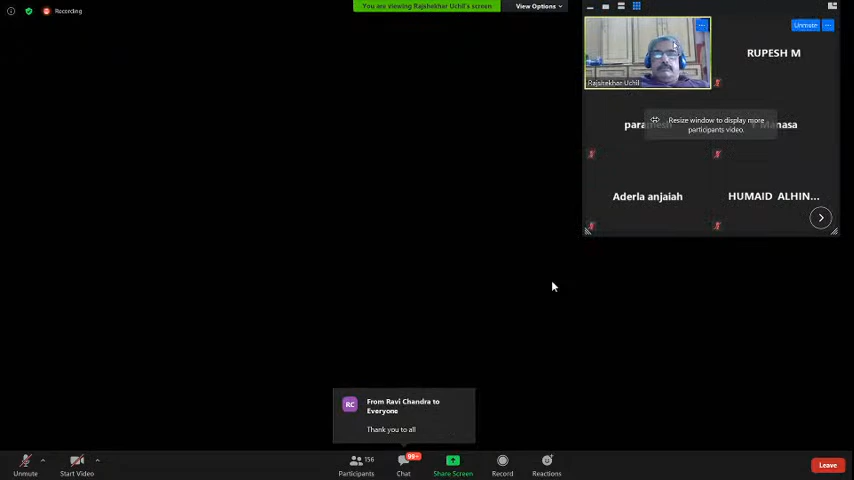 Recording
You are viewing Rajshekhar Uchil's screen
View Options
Unmute
Rajshekhar Uchil
RUPESH M
Resize window to display more
participants video.
Aderla anjaiah
HUMAID ALHIN...
RC
From Ravi Chandra to
Everyone
Thank you to all
Unmute
Start Video
156
Participants
99+
Chat
Share Screen
Record
Reactions
Leave